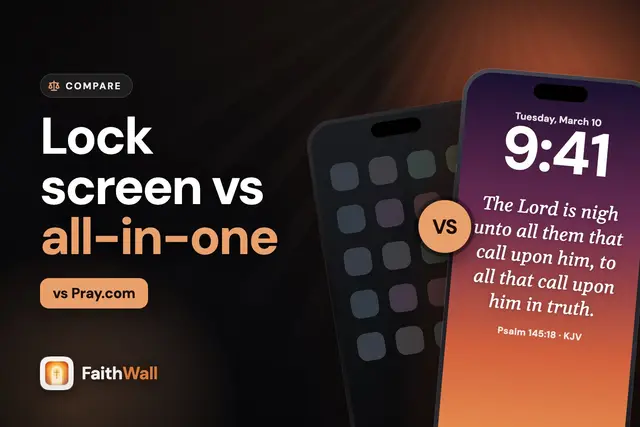 COMPARE
Lock
screen vs
all-in-one
vs Pray.com
FaithWall
VS
Tuesday, March 10
9:41
The Lord is nigh
unto all them that
call upon him, to
all that call upon
him in truth.
Psalm 145:18 · KJV